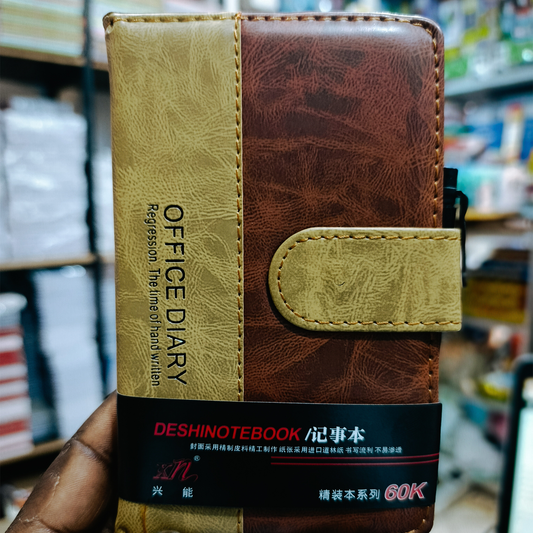 OFFICE DIARY
Regression. The time of hand written
DESHINOTEBOOK /记事本
封面采用精制皮料精工制作 纸张采用进口道林纸 书写流利 不易渗透
XN®
兴能
精装本系列 60K